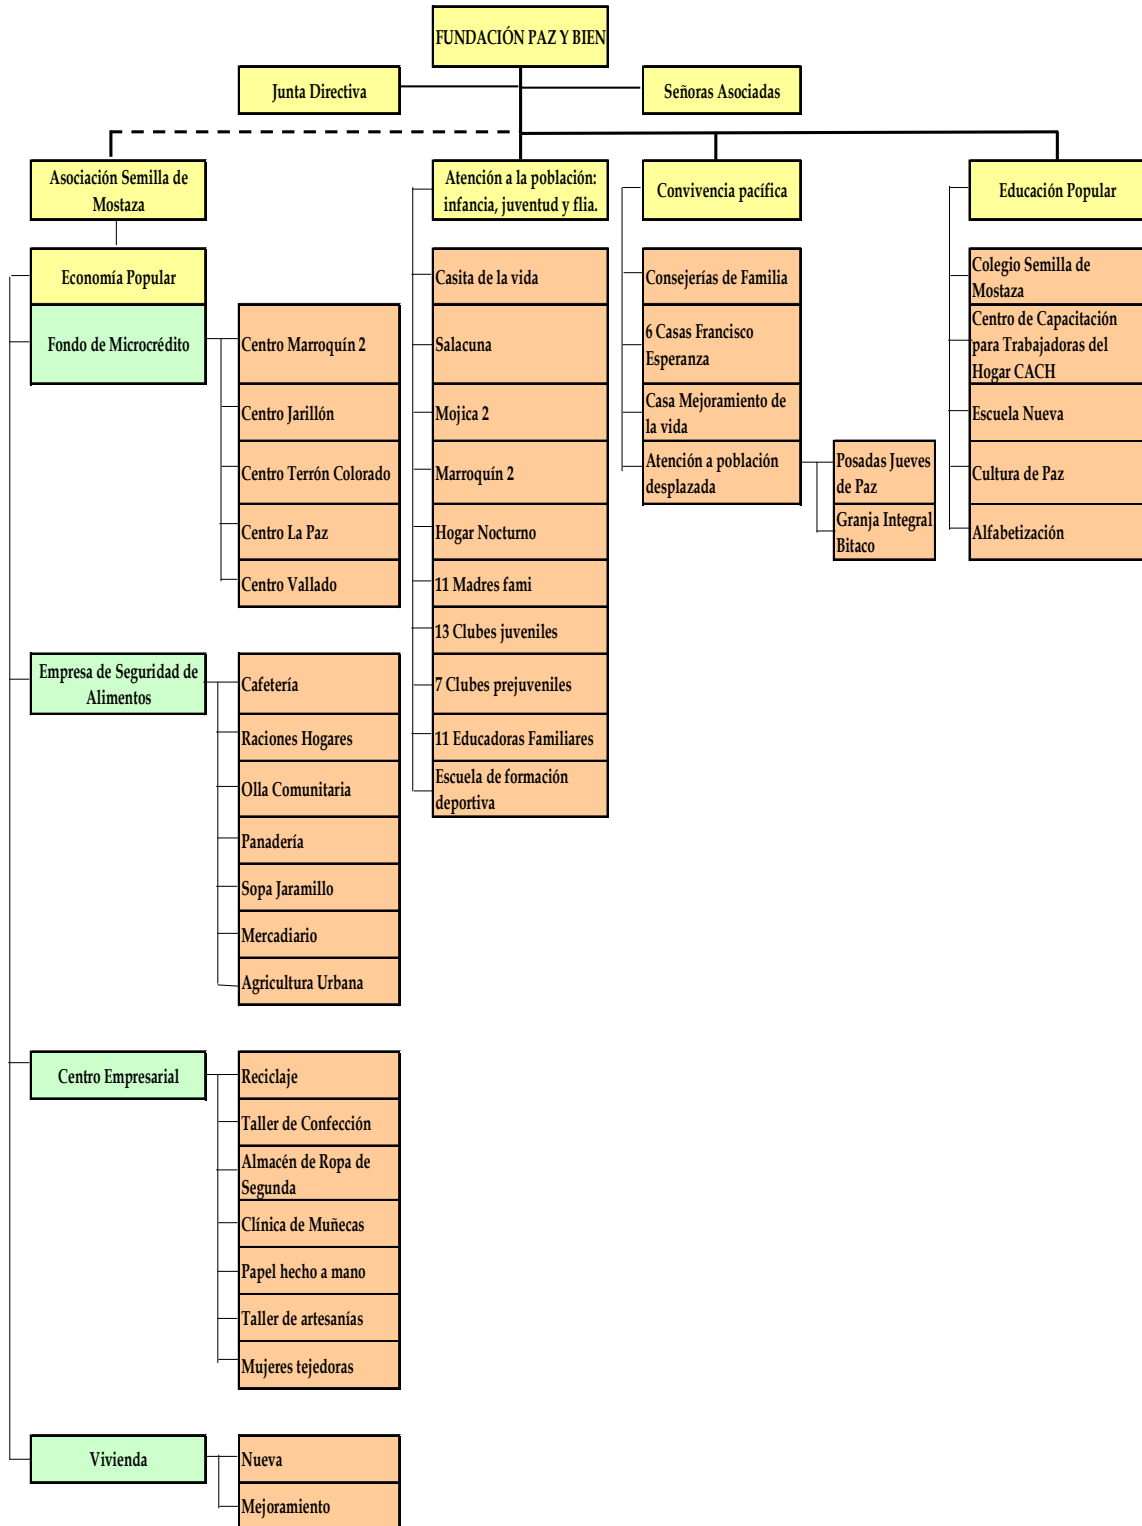 FUNDACIÓN PAZ Y BIEN
Junta Directiva
Señoras Asociadas
Asociación Semilla de
Mostaza
Atención a la población:
infancia, juventud y flia.
Convivencia pacífica
Educación Popular
Economía Popular
Fondo de Microcrédito
Centro Marroquín 2
Centro Jarillón
Centro Terrón Colorado
Centro La Paz
Centro Vallado
Empresa de Seguridad de
Alimentos
Cafetería
Raciones Hogares
Olla Comunitaria
Panadería
Sopa Jaramillo
Mercadiario
Agricultura Urbana
Centro Empresarial
Reciclaje
Taller de Confección
Almacén de Ropa de
Segunda
Clínica de Muñecas
Papel hecho a mano
Taller de artesanías
Mujeres tejedoras
Vivienda
Nueva
Mejoramiento
Casita de la vida
Salacuna
Mojica 2
Marroquín 2
Hogar Nocturno
11 Madres fami
13 Clubes juveniles
7 Clubes prejuveniles
11 Educadoras Familiares
Escuela de formación
deportiva
Consejerías de Familia
6 Casas Francisco
Esperanza
Casa Mejoramiento de
la vida
Atención a población
desplazada
Posadas Jueves
de Paz
Granja Integral
Bitaco
Colegio Semilla de
Mostaza
Centro de Capacitación
para Trabajadoras del
Hogar CACH
Escuela Nueva
Cultura de Paz
Alfabetización